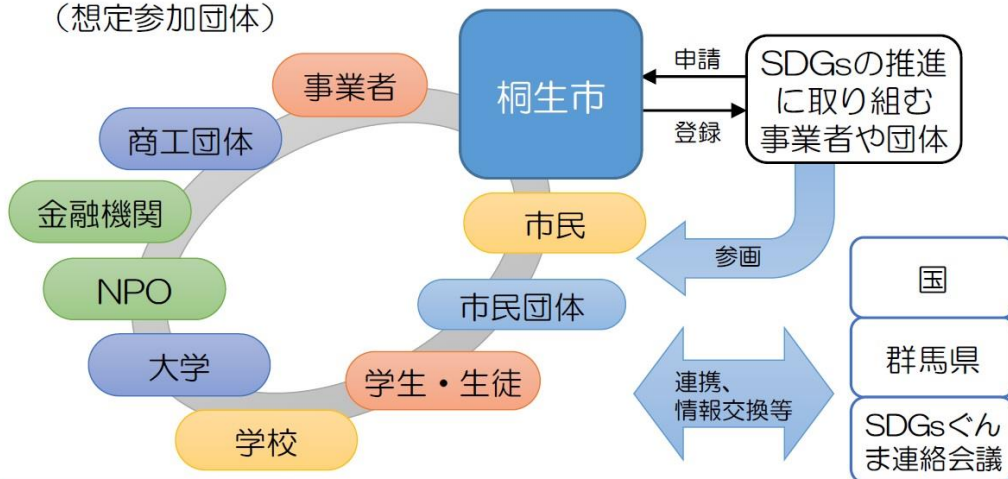 （想定参加団体）
事業者
商工団体
金融機関
NPO
大学
学校
学生・生徒
市民団体
市民
桐生市
申請
登録
SDGsの推進
に取り組む
事業者や団体
参画
連携、
情報交換等
国
群馬県
SDGsぐん
ま連絡会議